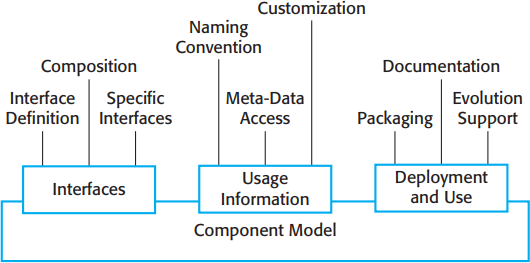 Customization
Naming
Convention
Composition
Documentation
Interface
Definition
Specific
Interfaces
Meta-Data
Access
Packaging
Evolution
Support
Interfaces
Usage
Information
Deployment
and Use
Component Model